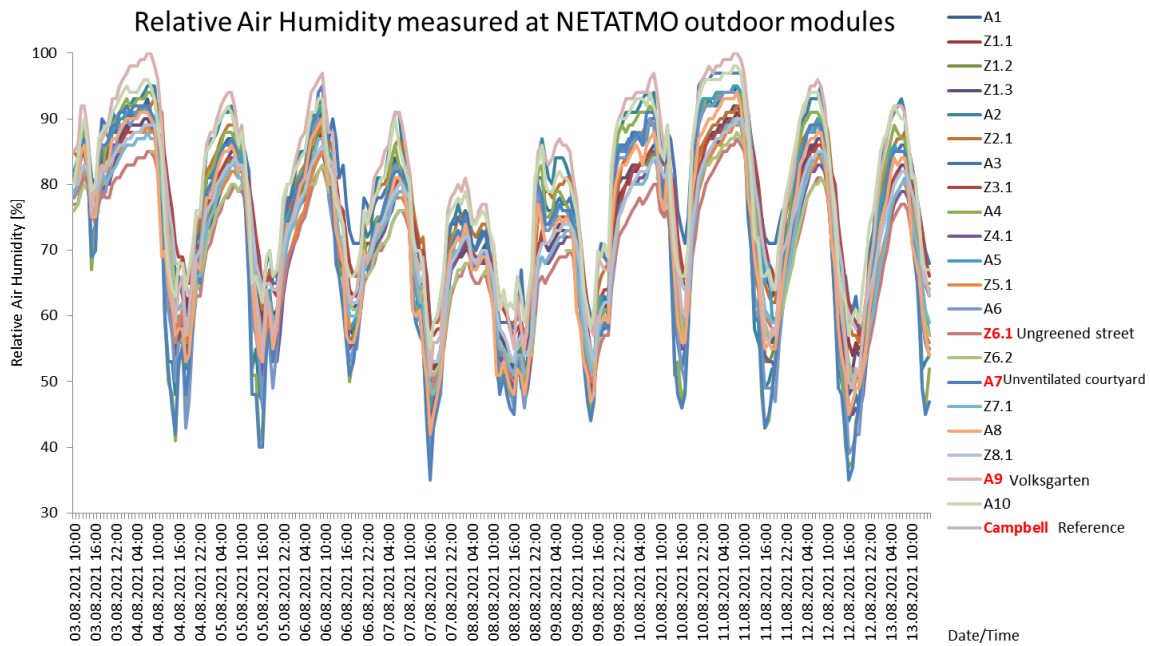 Relative Air Humidity measured at NETATMO outdoor modules
Relative Air Humidity [%]
100
90
80
70
60
50
40
30
03.08.2021 10:00
03.08.2021 16:00
03.08.2021 22:00
04.08.2021 04:00
04.08.2021 10:00
04.08.2021 16:00
04.08.2021 22:00
05.08.2021 04:00
05.08.2021 10:00
05.08.2021 16:00
05.08.2021 22:00
06.08.2021 04:00
06.08.2021 10:00
06.08.2021 16:00
06.08.2021 22:00
07.08.2021 04:00
07.08.2021 10:00
07.08.2021 16:00
07.08.2021 22:00
08.08.2021 04:00
08.08.2021 10:00
08.08.2021 16:00
08.08.2021 22:00
09.08.2021 04:00
09.08.2021 10:00
09.08.2021 16:00
09.08.2021 22:00
10.08.2021 04:00
10.08.2021 10:00
10.08.2021 16:00
10.08.2021 22:00
11.08.2021 04:00
11.08.2021 10:00
11.08.2021 16:00
11.08.2021 22:00
12.08.2021 04:00
12.08.2021 10:00
12.08.2021 16:00
12.08.2021 22:00
13.08.2021 04:00
13.08.2021 10:00
A1
Z1.1
Z1.2
Z1.3
A2
Z2.1
A3
Z3.1
A4
Z4.1
A5
Z5.1
A6
Z6.1 Ungreened street
Z6.2
A7 Unventilated courtyard
Z7.1
A8
Z8.1
A9 Volksgarten
A10
Campbell Reference
Date/Time